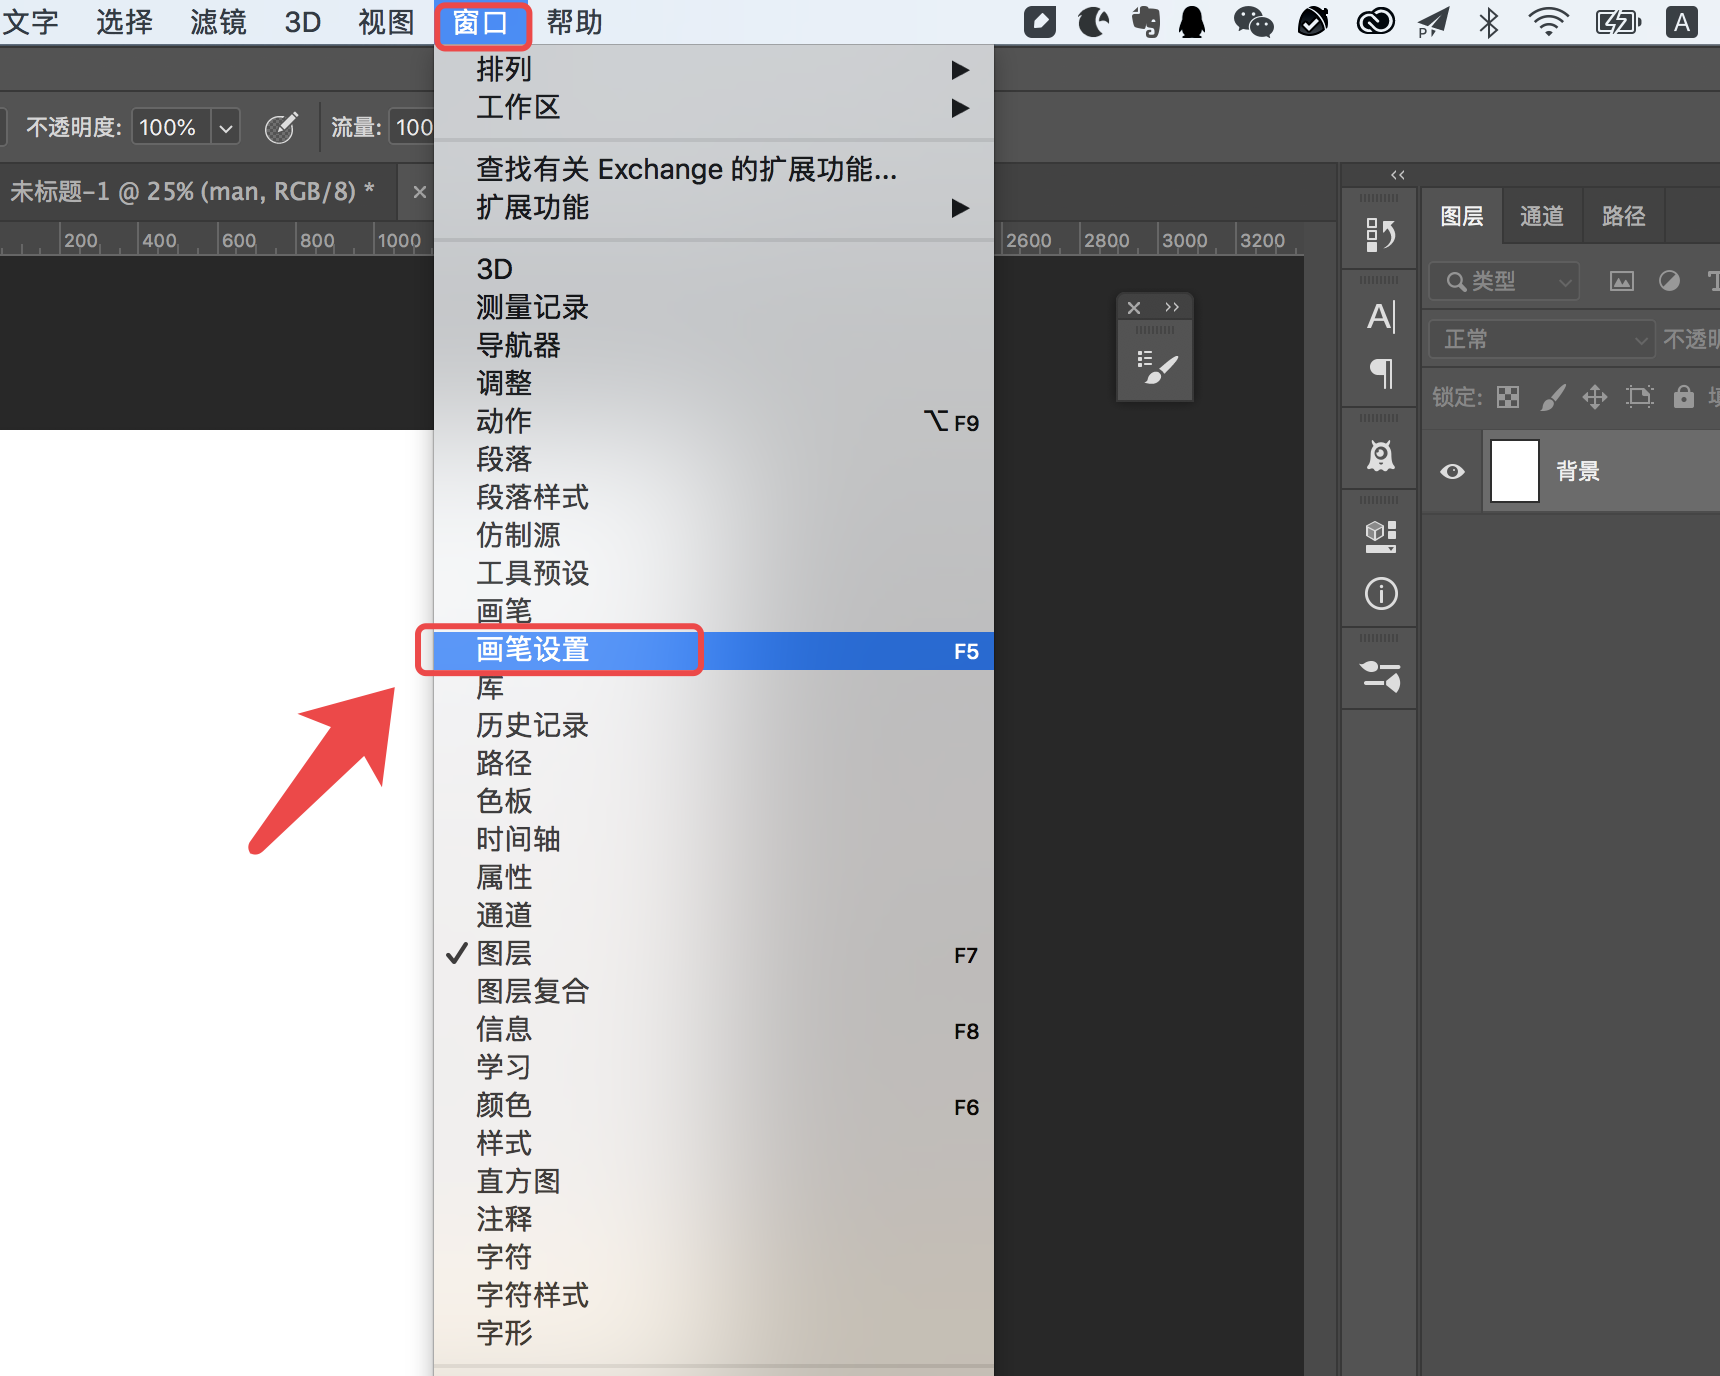 文字 选择 滤镜 3D 视图 窗口 帮助
A
不透明度: 100% 流量: 100
未标题-1 @ 25% (man, RGB/8) * ×
200 400 600 800 1000
2600 2800 3000 3200
排列
工作区
查找有关 Exchange 的扩展功能...
扩展功能
3D
测量记录
导航器
调整
动作 ⌥ F9
段落
段落样式
仿制源
工具预设
画笔
画笔设置 F5
库
历史记录
路径
色板
时间轴
属性
通道
✓ 图层 F7
图层复合
信息 F8
学习
颜色 F6
样式
直方图
注释
字符
字符样式
字形
图层 通道 路径
类型
正常 不透明
锁定:
背景